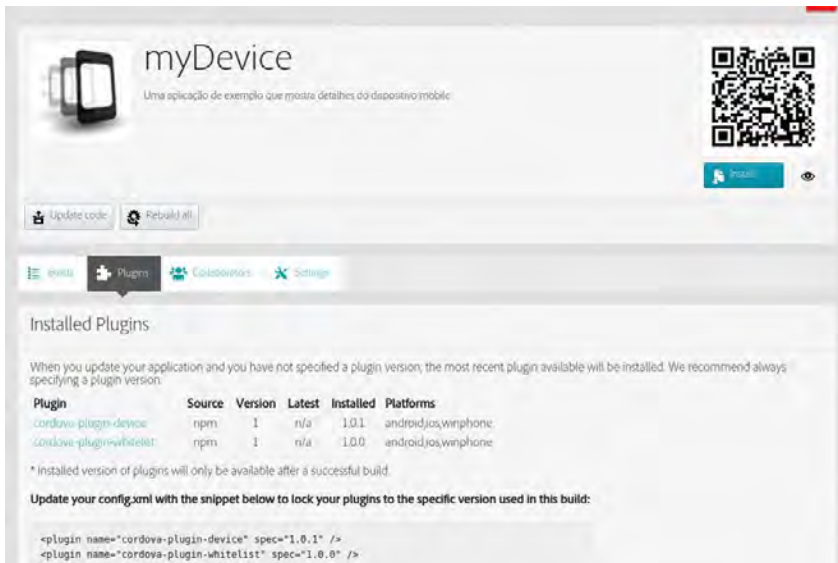 myDevice
Uma aplicação de exemplo que mostra detalhes do dispositivo mobile
Install
Update code
Rebuild all
Builds
Plugins
Collaborators
Settings
Installed Plugins
When you update your application and you have not specified a plugin version, the most recent plugin available will be installed. We recommend always
specifying a plugin version.
Plugin Source Version Latest Installed Platforms
cordova-plugin-device npm 1 n/a 1.0.1 android,ios,winphone
cordova-plugin-whitelist npm 1 n/a 1.0.0 android,ios,winphone
* Installed version of plugins will only be available after a successful build.
Update your config.xml with the snippet below to lock your plugins to the specific version used in this build:
<plugin name="cordova-plugin-device" spec="1.0.1" />
<plugin name="cordova-plugin-whitelist" spec="1.0.0" />